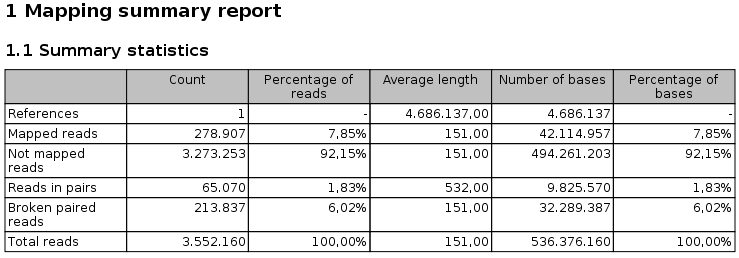 1 Mapping summary report
1.1 Summary statistics
Count Percentage of reads Average length Number of bases Percentage of bases
References 1 - 4.686.137,00 4.686.137 -
Mapped reads 278.907 7,85% 151,00 42.114.957 7,85%
Not mapped reads 3.273.253 92,15% 151,00 494.261.203 92,15%
Reads in pairs 65.070 1,83% 532,00 9.825.570 1,83%
Broken paired reads 213.837 6,02% 151,00 32.289.387 6,02%
Total reads 3.552.160 100,00% 151,00 536.376.160 100,00%